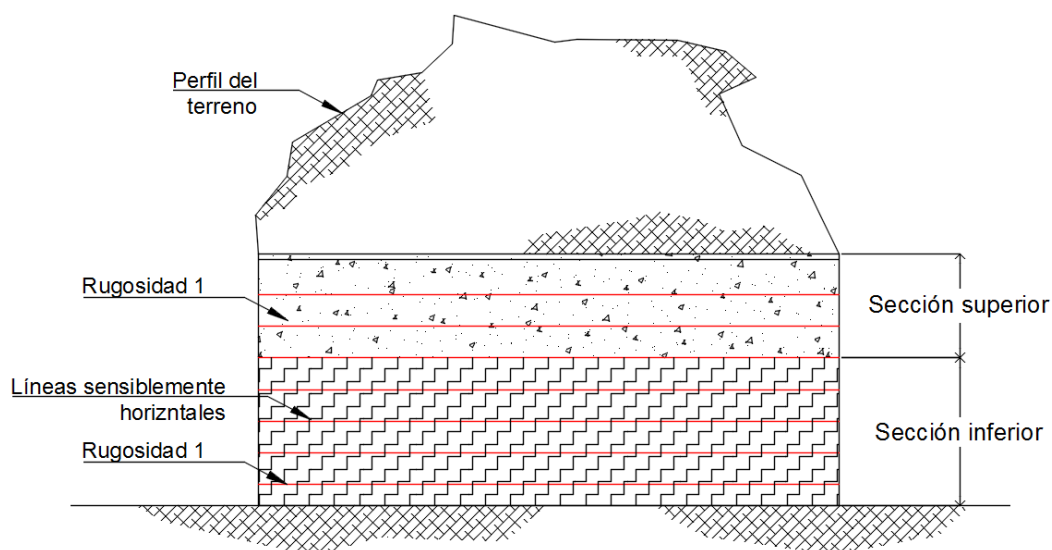 Perfil del
terreno
Rugosidad 1
Sección superior
Líneas sensiblemente
horizntales
Sección inferior
Rugosidad 1